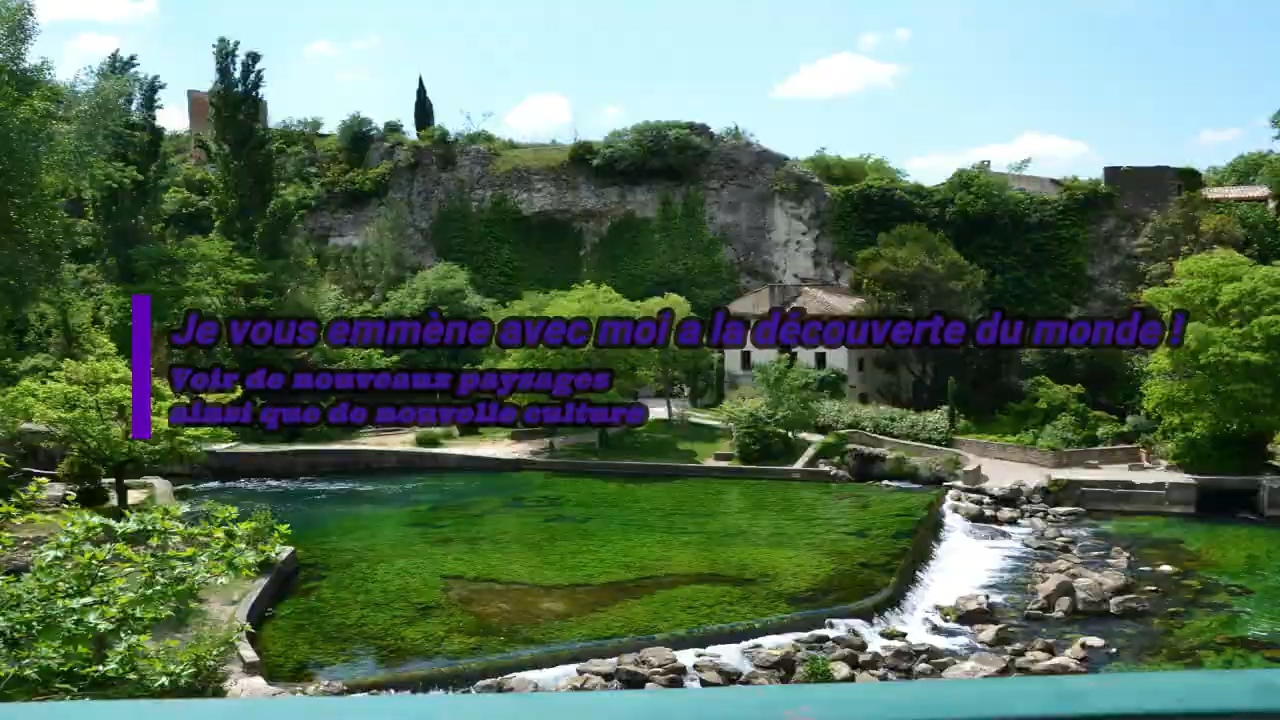 Je vous emmène avec moi a la découverte du monde !
Voir de nouveaux paysages
ainsi que de nouvelle culture